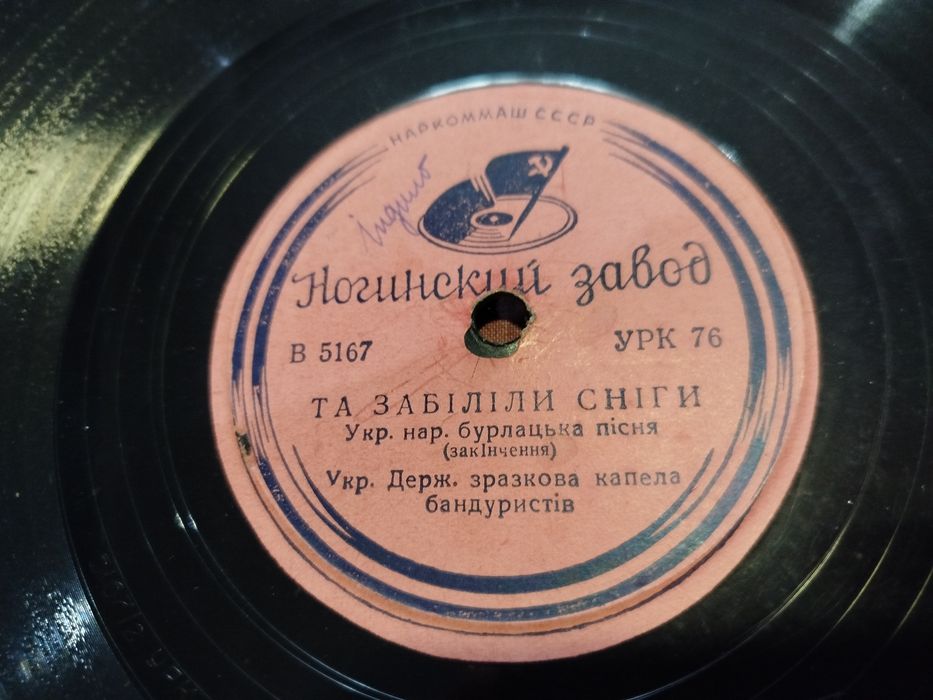 НАРКОММАШ СССР
Ногинский завод
В 5167
УРК 76
ТА ЗАБІЛІЛИ СНІГИ
Укр. нар. бурлацька пісня
(закІнчення)
Укр. Держ. зразкова капела
бандуристів